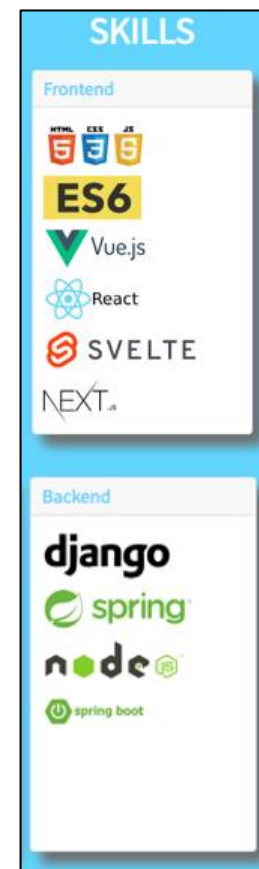 SKILLS
Frontend
HTML CSS JS
5 3 5
ES6
Vue.js
React
SVELTE
NEXT.JS
Backend
django
spring
node JS
spring boot